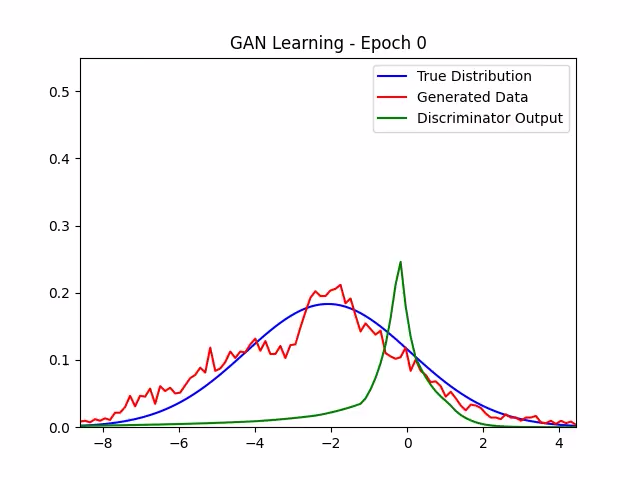 GAN Learning - Epoch 0
True Distribution
Generated Data
Discriminator Output
0.5
0.4
0.3
0.2
0.1
0.0
−8 −6 −4 −2 0 2 4